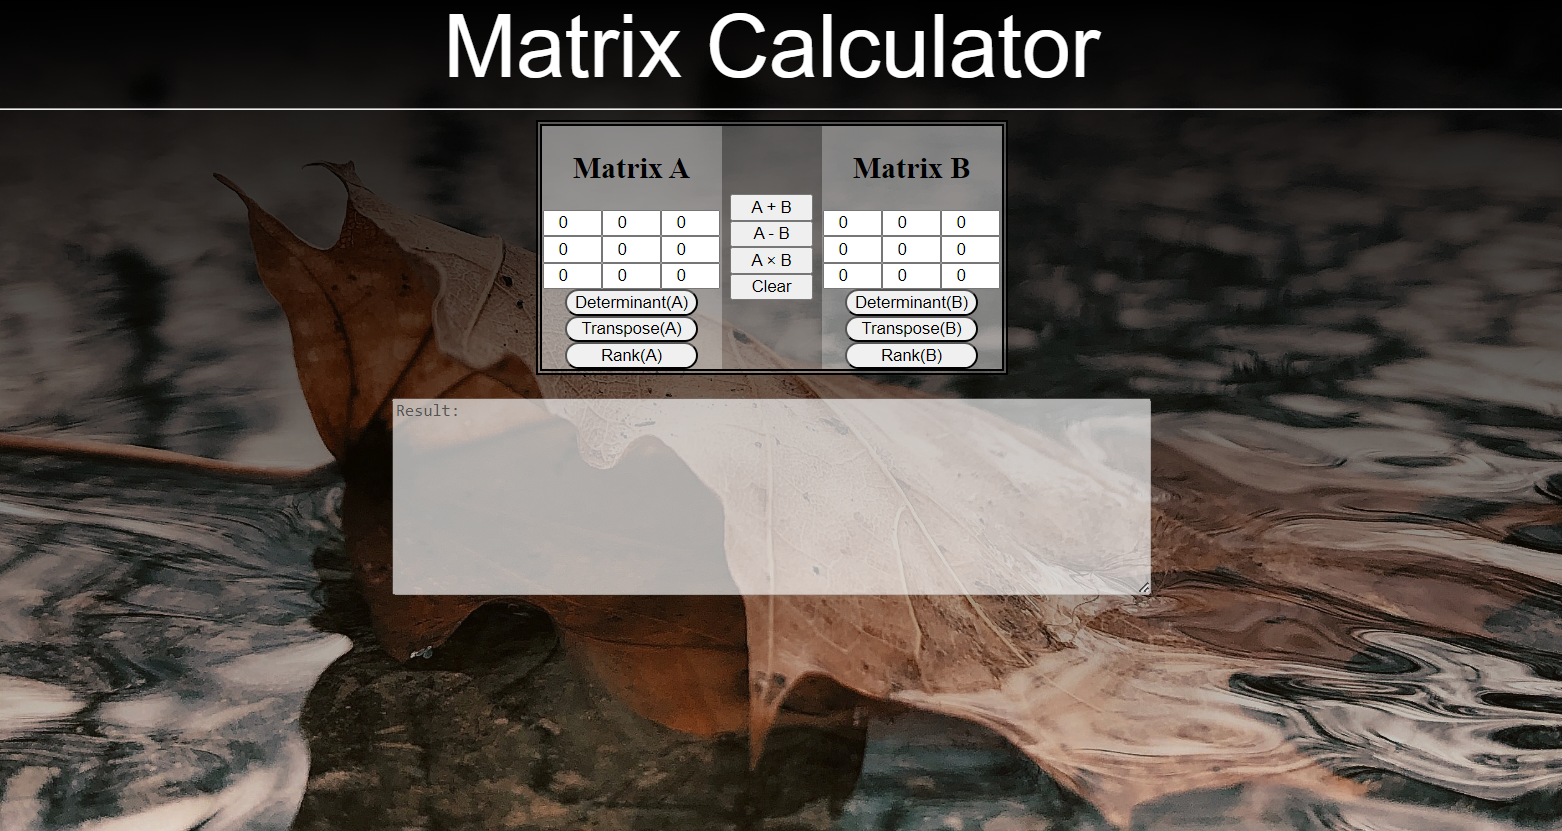 Matrix Calculator
Matrix A
0 0 0
0 0 0
0 0 0
Determinant(A)
Transpose(A)
Rank(A)
A + B
A - B
A × B
Clear
Matrix B
0 0 0
0 0 0
0 0 0
Determinant(B)
Transpose(B)
Rank(B)
Result: